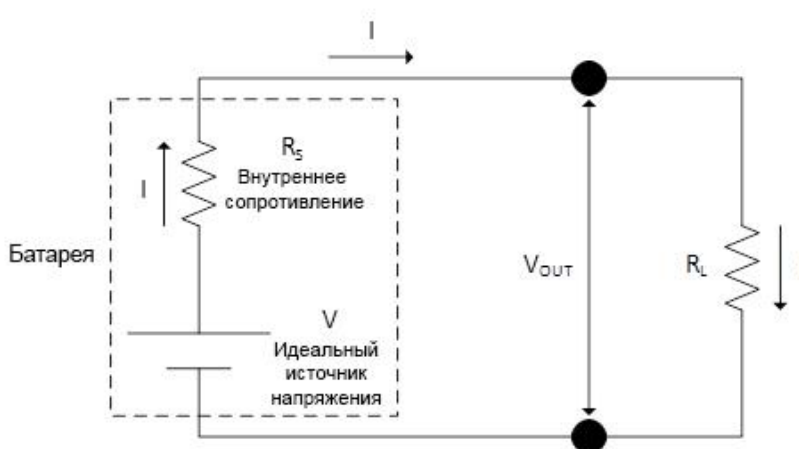 I
R_S
Внутреннее
сопротивление
I
Батарея
V_OUT
R_L
V
Идеальный
источник
напряжения